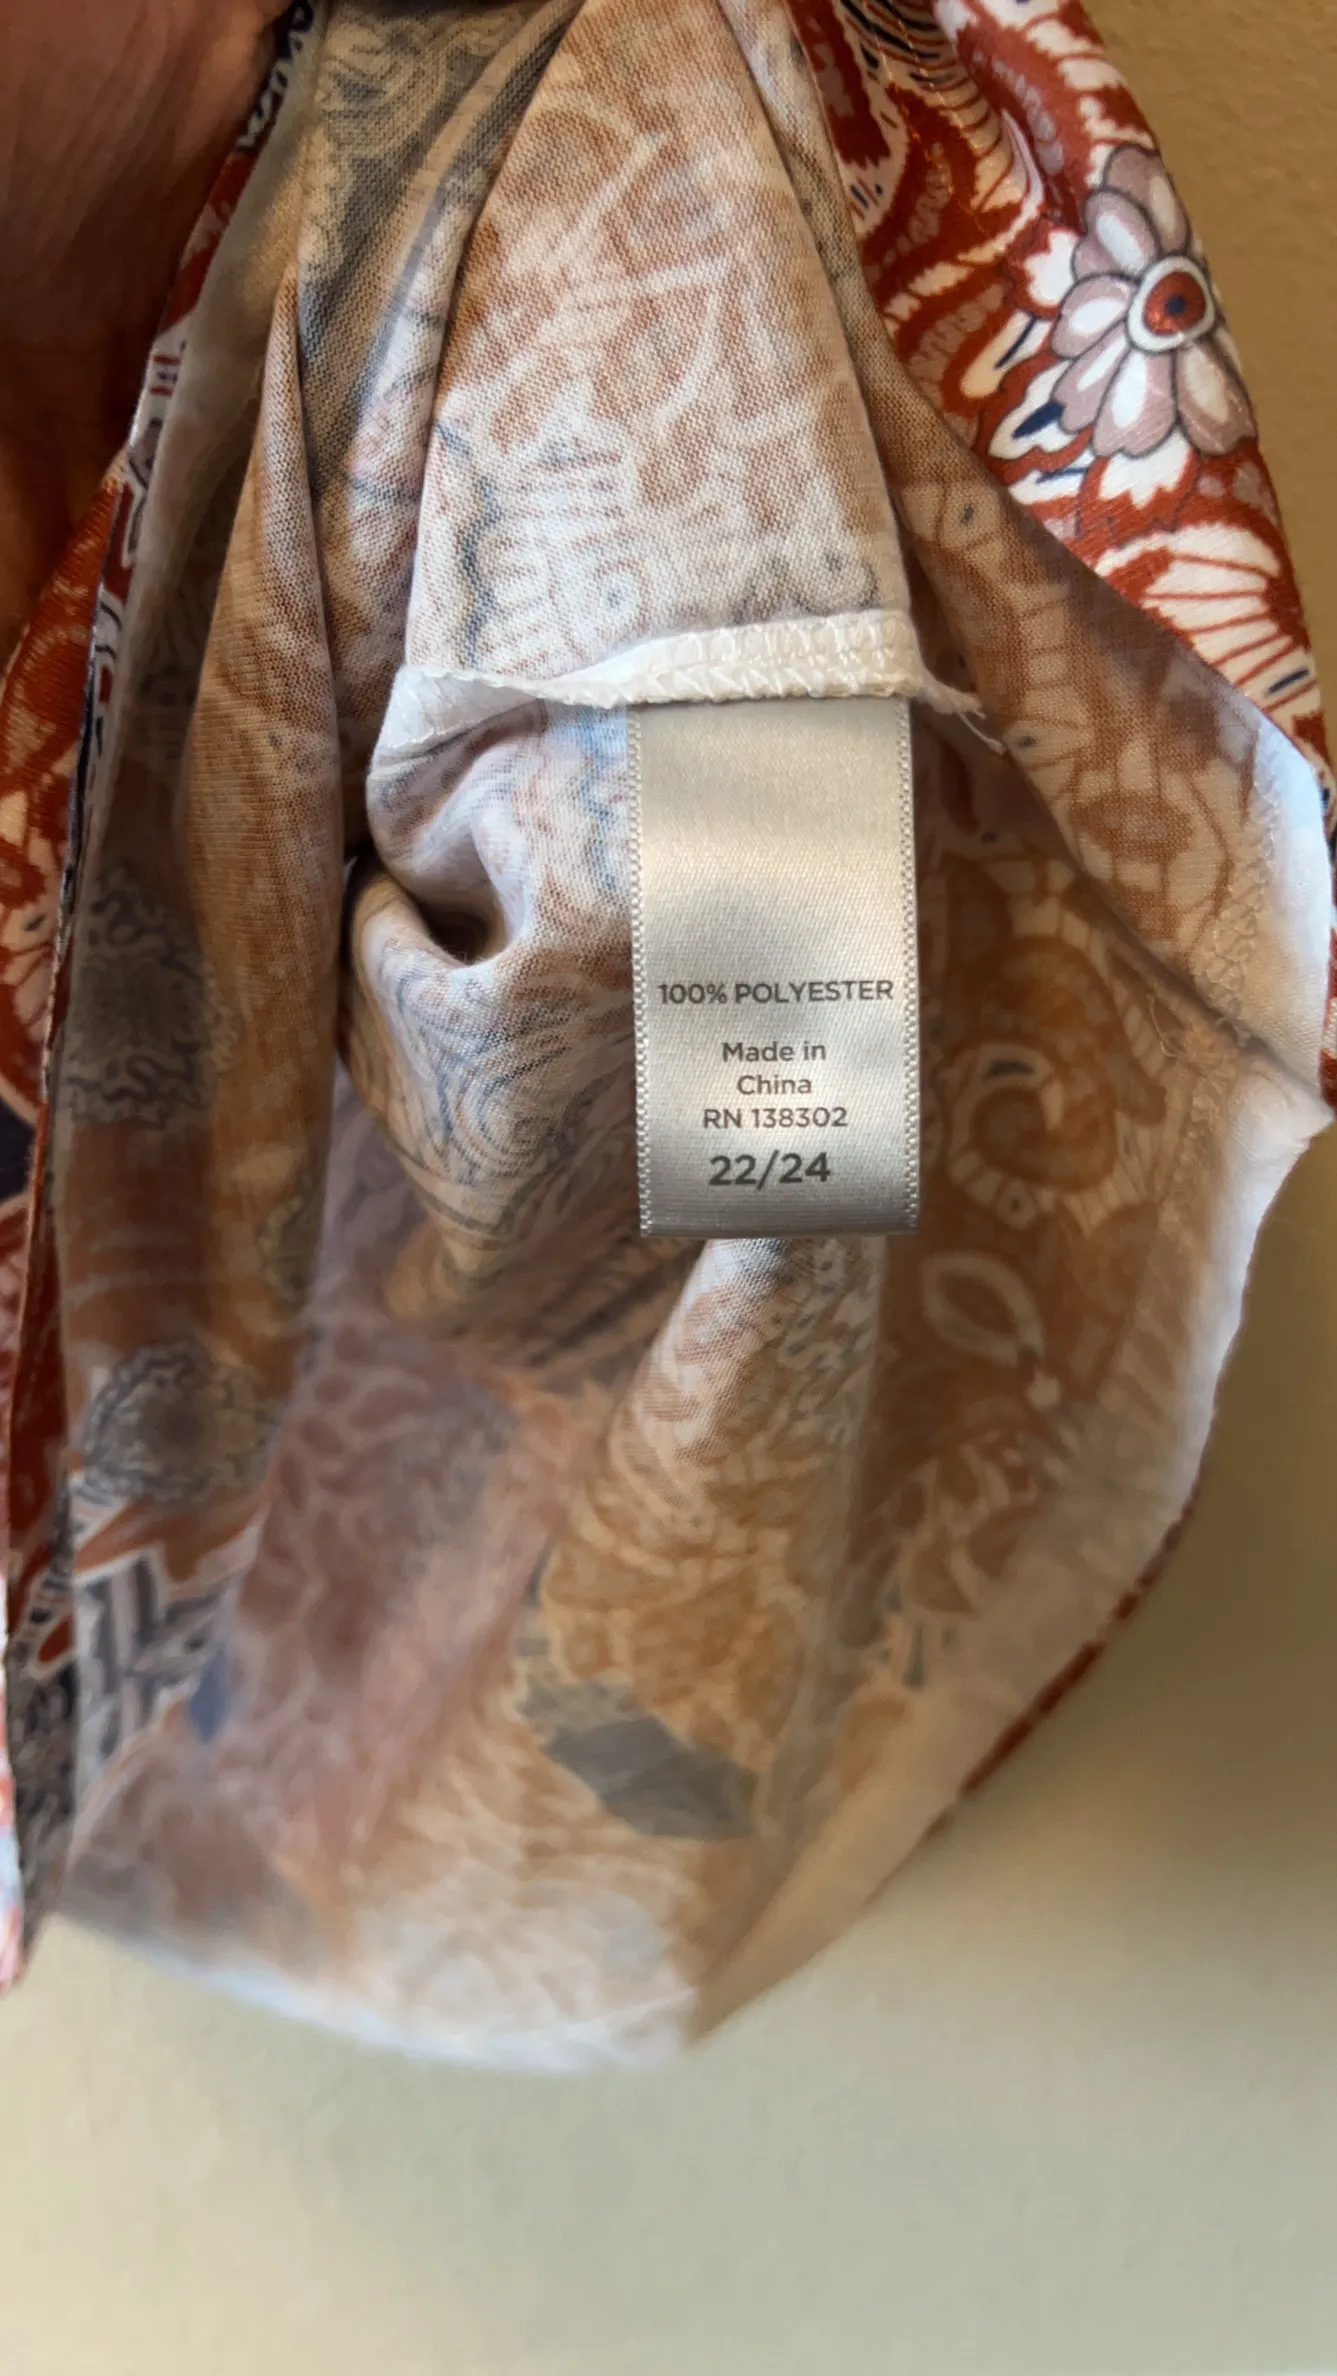 100% POLYESTER
Made in
China
RN 138302
22/24